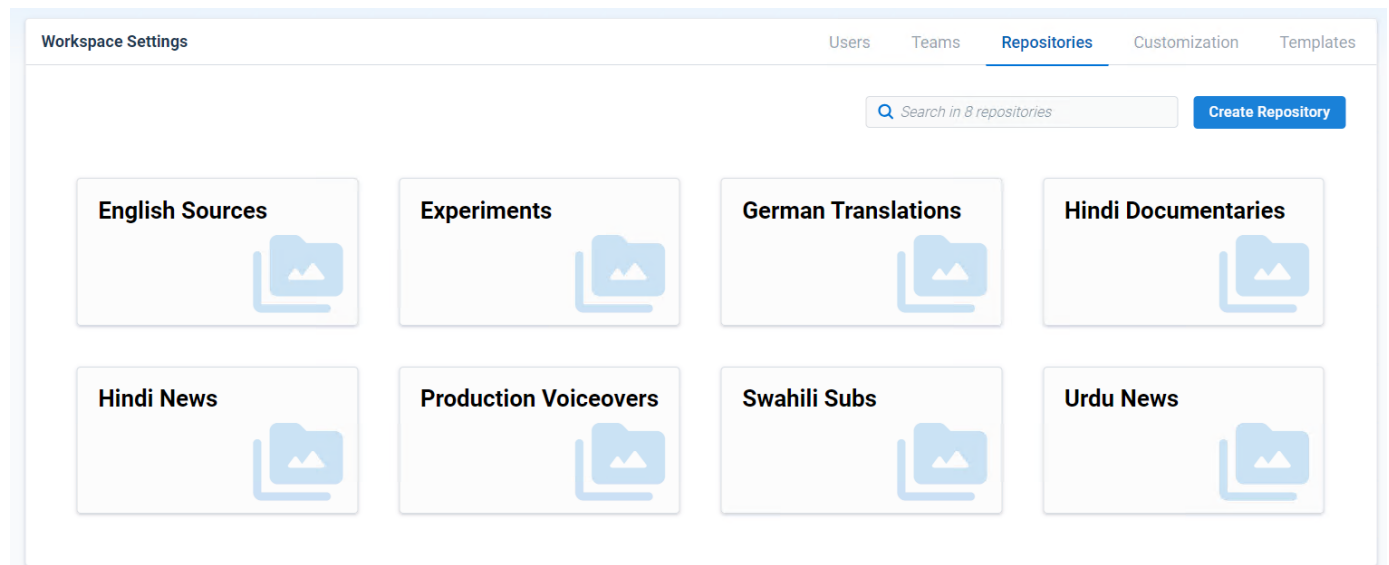 Workspace Settings
Users
Teams
Repositories
Customization
Templates
Search in 8 repositories
Create Repository
English Sources
Experiments
German Translations
Hindi Documentaries
Hindi News
Production Voiceovers
Swahili Subs
Urdu News